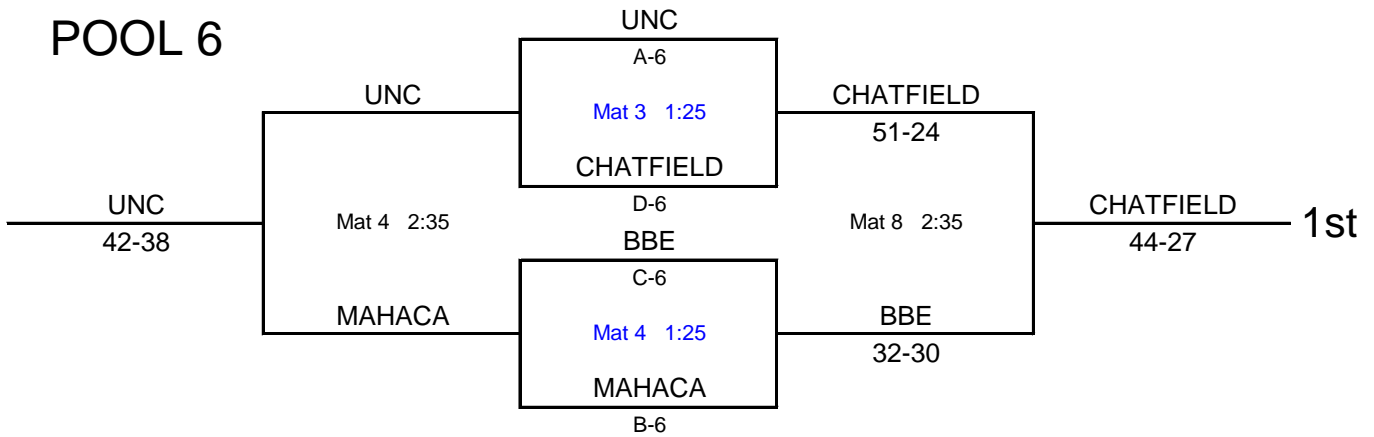 POOL 6
UNC
A-6
UNC
Mat 3 1:25
CHATFIELD
51-24
CHATFIELD
D-6
UNC
42-38
Mat 4 2:35
Mat 8 2:35
CHATFIELD
44-27
1st
BBE
C-6
MAHACA
Mat 4 1:25
BBE
32-30
MAHACA
B-6